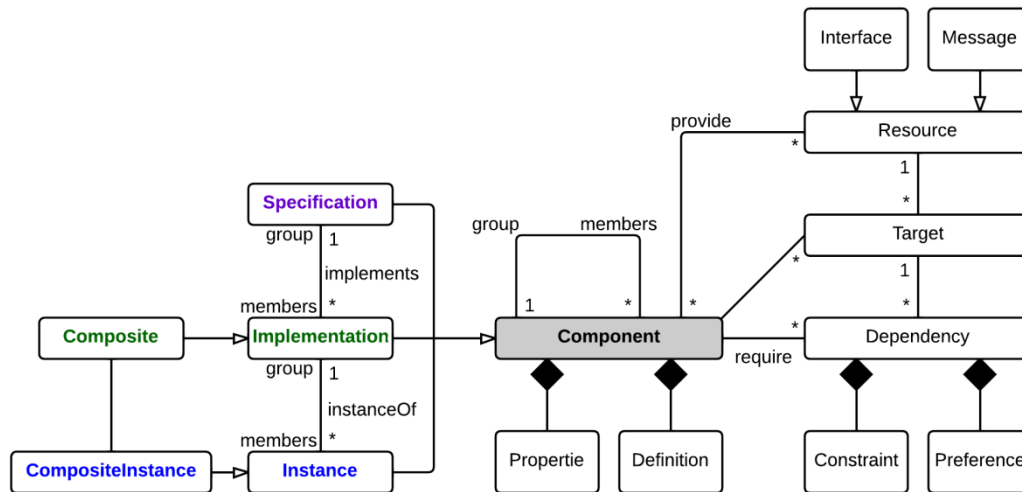 Interface
Message
provide
Resource
*
1
Specification
*
group
1
group
members
Target
*
implements
1
members
*
1
*
*
*
Composite
Implementation
Component
*
Dependency
group
1
require
instanceOf
members
*
CompositeInstance
Instance
Propertie
Definition
Constraint
Preference